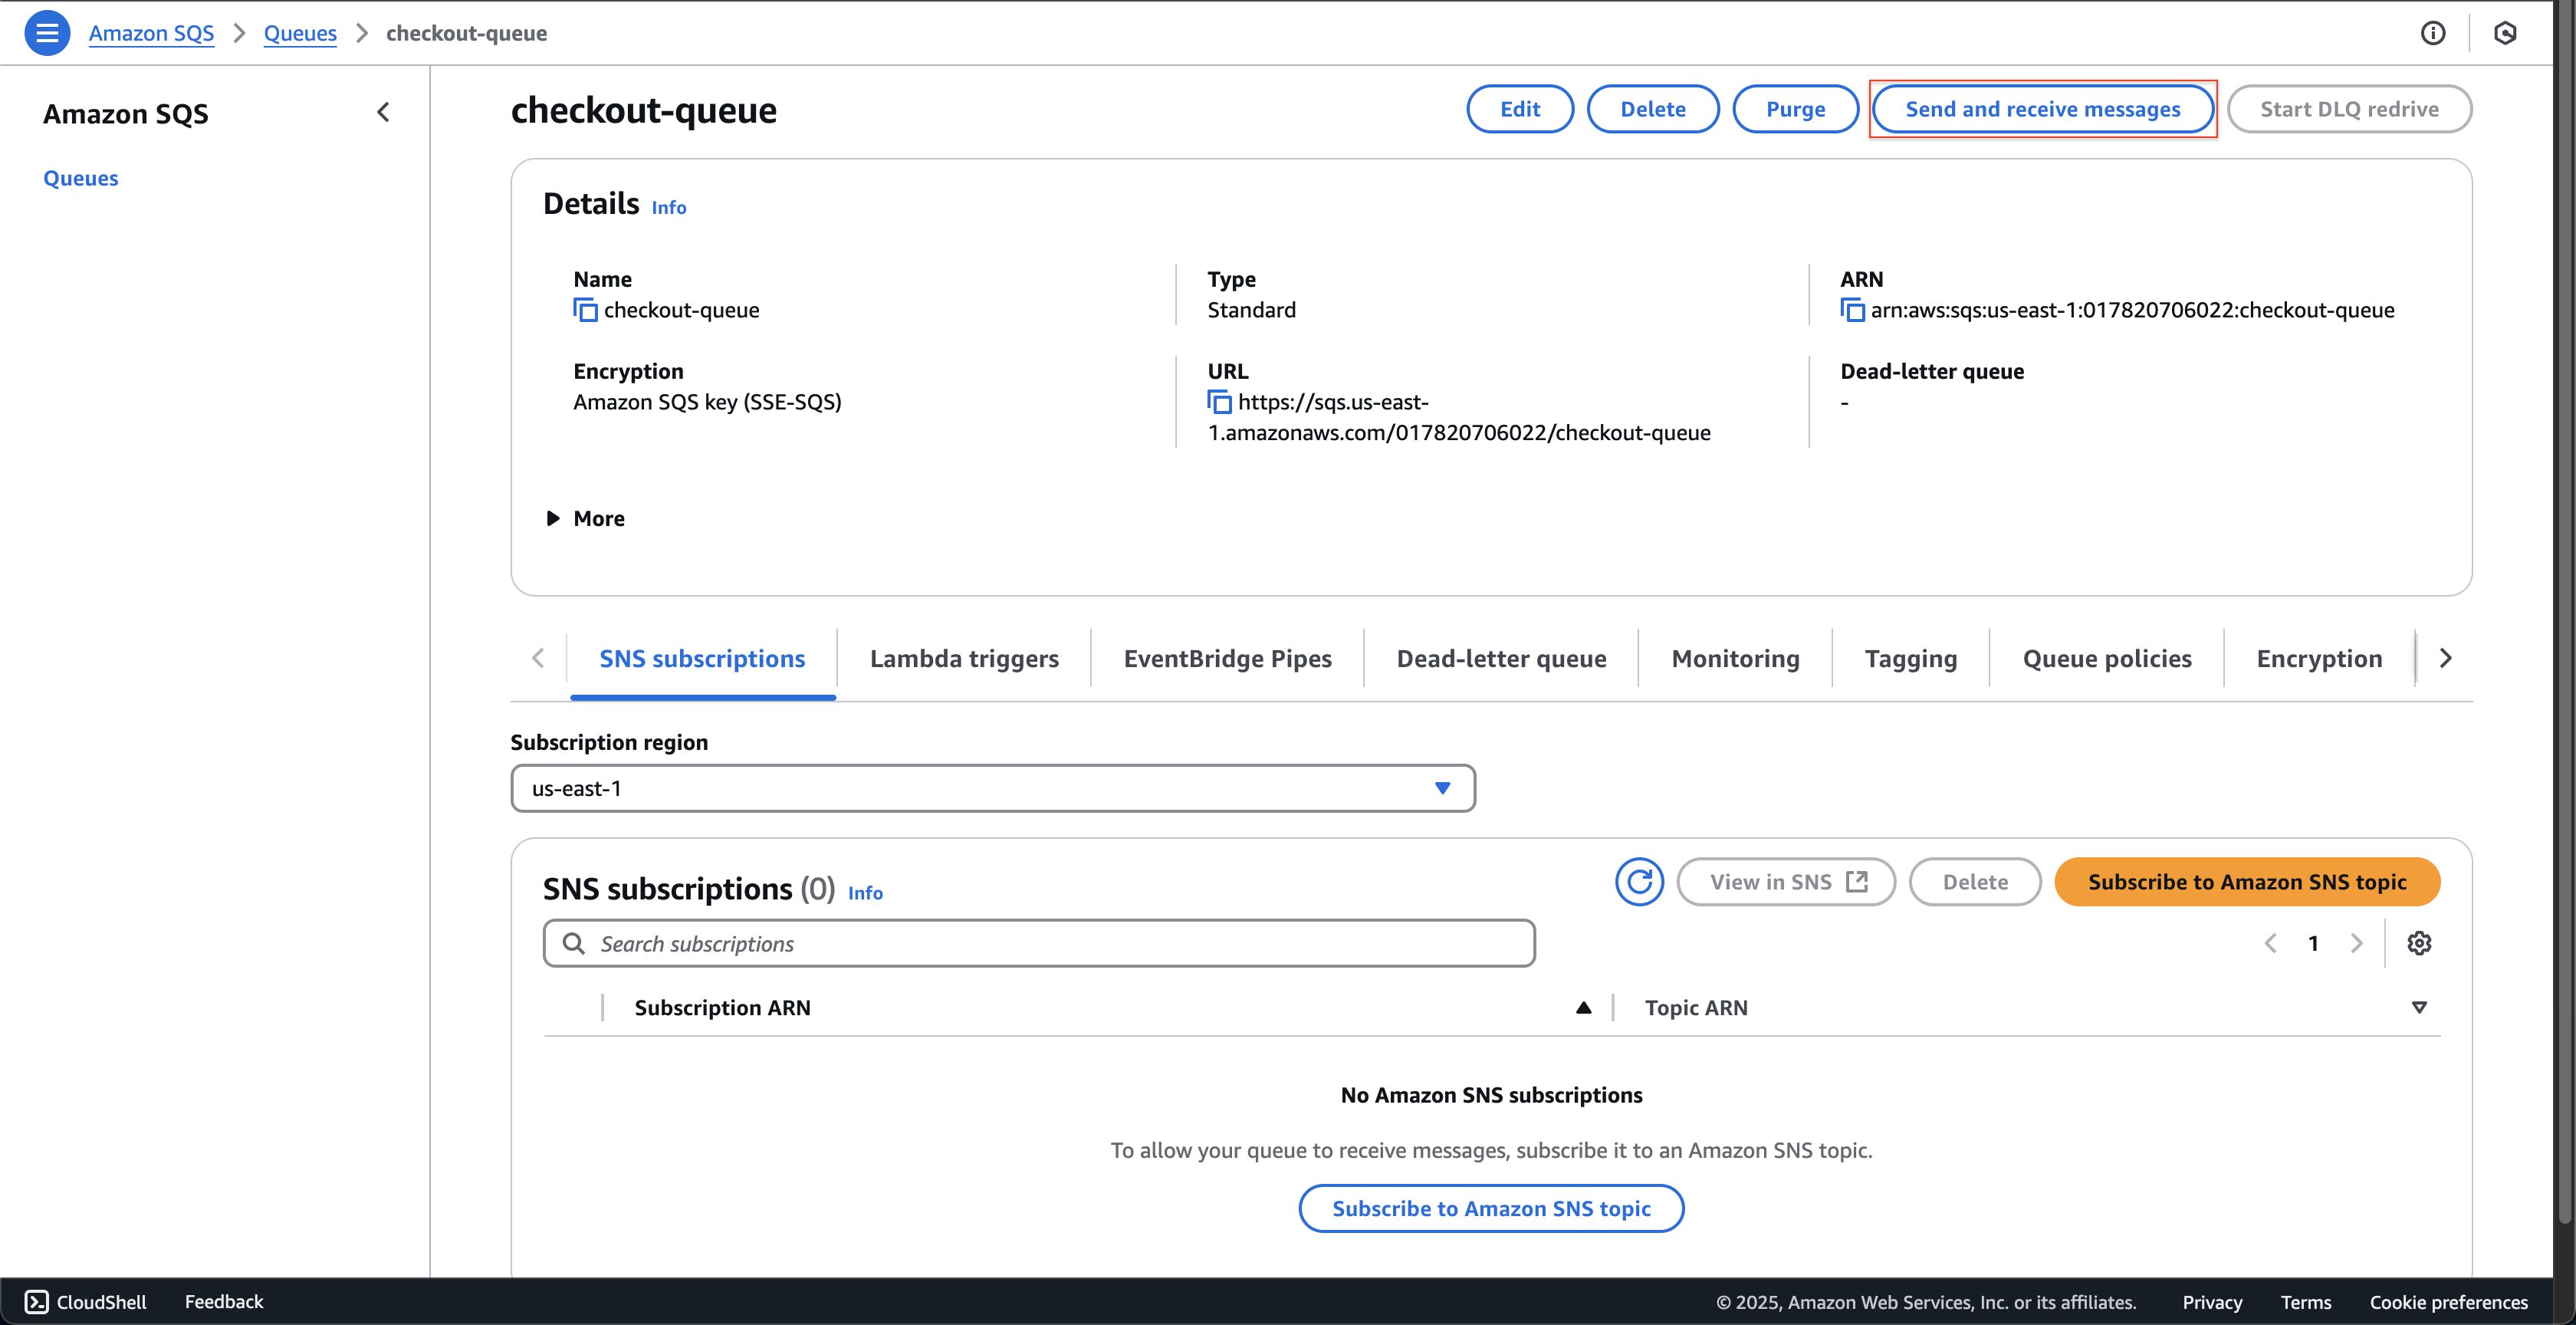 Amazon SQS > Queues > checkout-queue
Amazon SQS
Queues
checkout-queue
Edit
Delete
Purge
Send and receive messages
Start DLQ redrive
Details Info
Name
checkout-queue
Type
Standard
ARN
arn:aws:sqs:us-east-1:017820706022:checkout-queue
Encryption
Amazon SQS key (SSE-SQS)
URL
https://sqs.us-east-
1.amazonaws.com/017820706022/checkout-queue
Dead-letter queue
-
More
SNS subscriptions
Lambda triggers
EventBridge Pipes
Dead-letter queue
Monitoring
Tagging
Queue policies
Encryption
Subscription region
us-east-1
SNS subscriptions (0) Info
View in SNS
Delete
Subscribe to Amazon SNS topic
Search subscriptions
1
Subscription ARN
Topic ARN
No Amazon SNS subscriptions
To allow your queue to receive messages, subscribe it to an Amazon SNS topic.
Subscribe to Amazon SNS topic
CloudShell
Feedback
© 2025, Amazon Web Services, Inc. or its affiliates.
Privacy
Terms
Cookie preferences